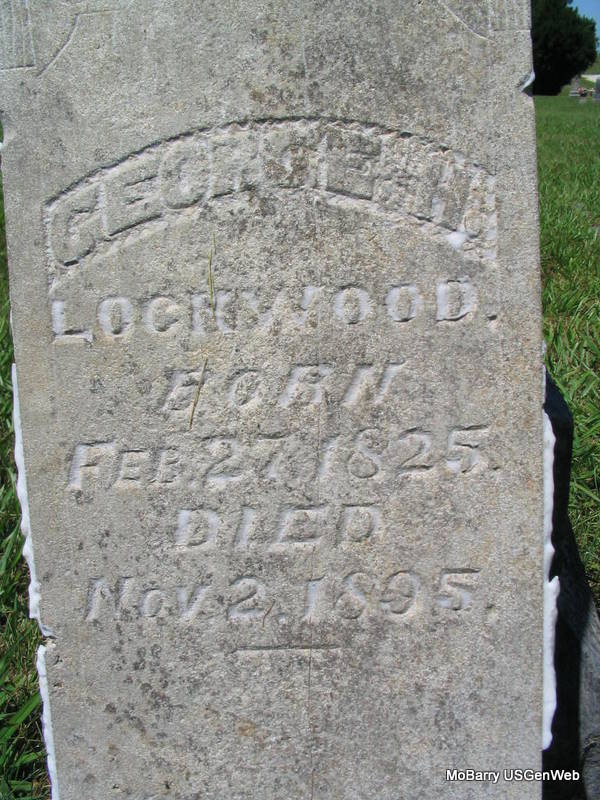 GEORGE W.
LOCKWOOD.
BORN
FEB. 27, 1825.
DIED
NOV. 2, 1895.
MoBarry USGenWeb